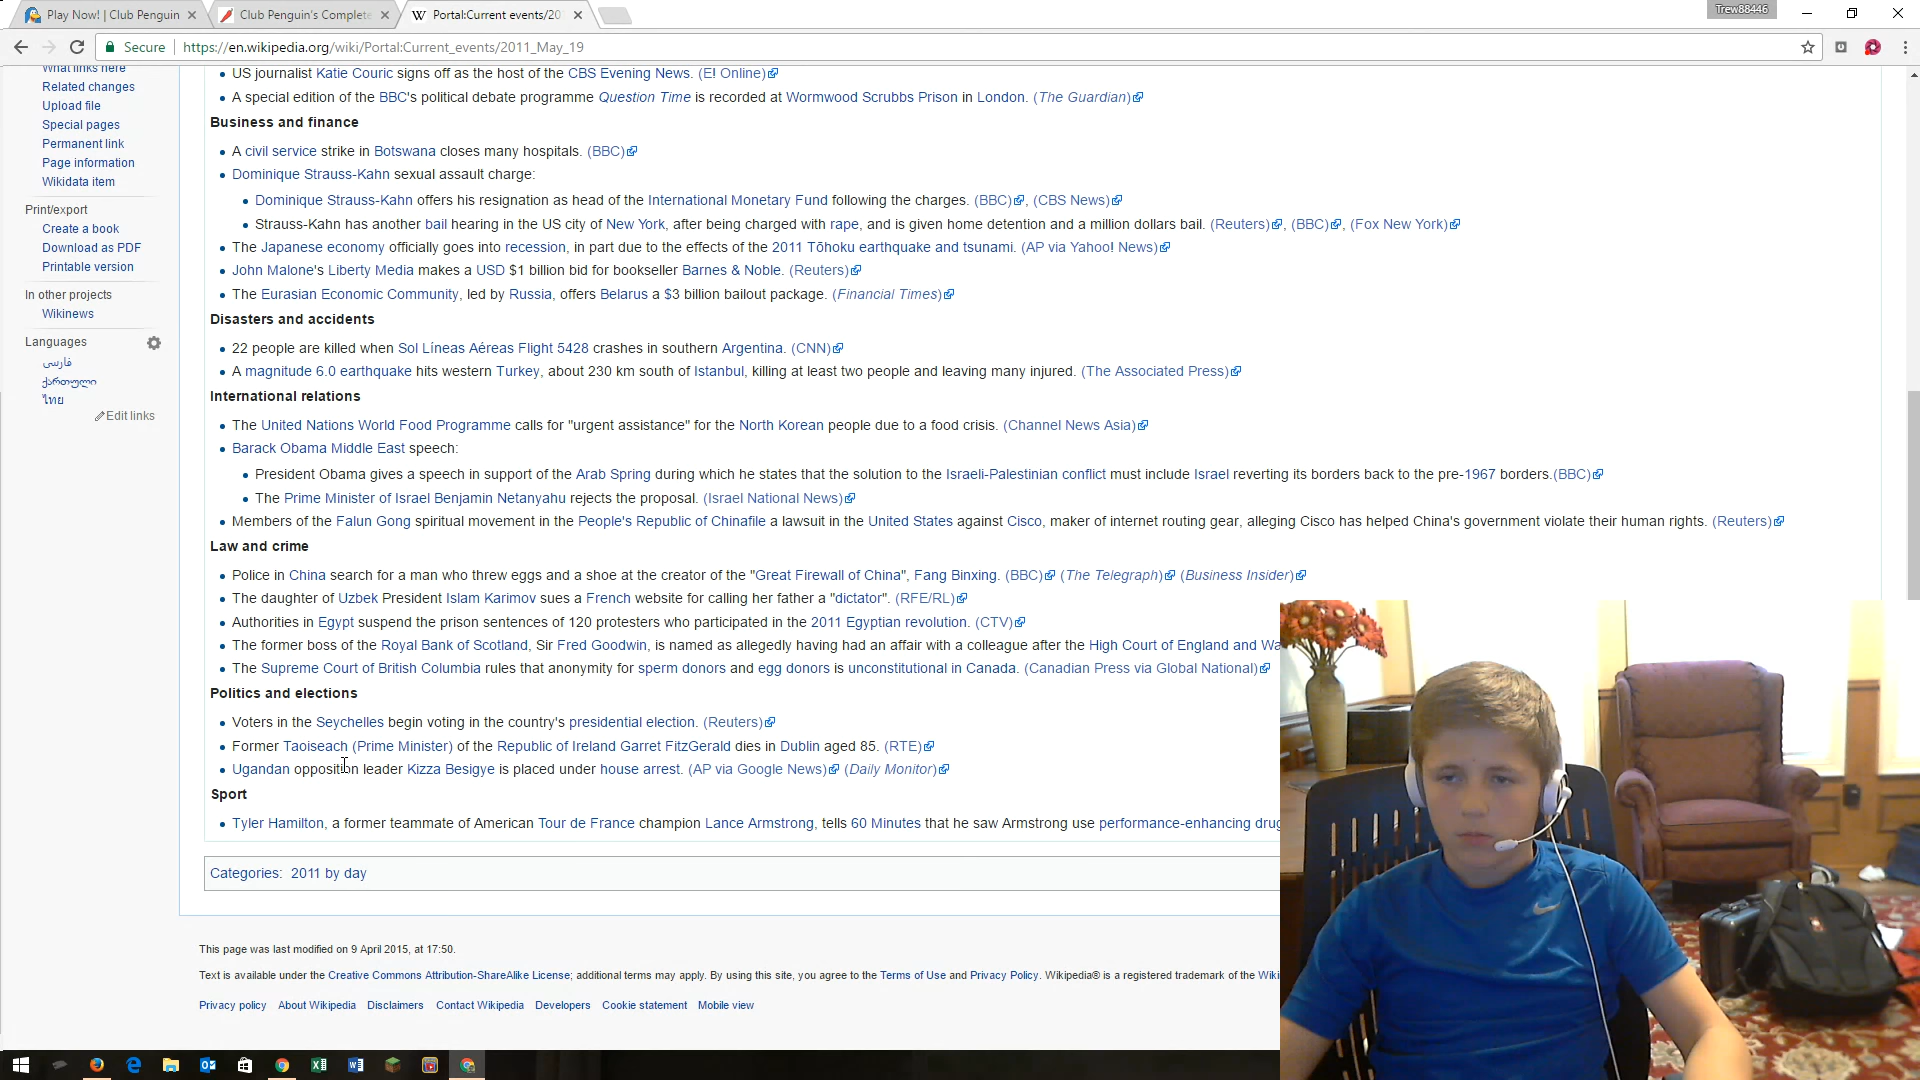 Play Now! | Club Penguin
Club Penguin's Complete
Portal:Current events/20
Trew88446
Secure
https://en.wikipedia.org/wiki/Portal:Current_events/2011_May_19
What links here
Related changes
Upload file
Special pages
Permanent link
Page information
Wikidata item
Print/export
Create a book
Download as PDF
Printable version
In other projects
Wikinews
Languages
فارسی
ქართული
ไทย
Edit links
US journalist Katie Couric signs off as the host of the CBS Evening News. (E! Online)
A special edition of the BBC's political debate programme Question Time is recorded at Wormwood Scrubbs Prison in London. (The Guardian)
Business and finance
A civil service strike in Botswana closes many hospitals. (BBC)
Dominique Strauss-Kahn sexual assault charge:
Dominique Strauss-Kahn offers his resignation as head of the International Monetary Fund following the charges. (BBC), (CBS News)
Strauss-Kahn has another bail hearing in the US city of New York, after being charged with rape, and is given home detention and a million dollars bail. (Reuters), (BBC), (Fox New York)
The Japanese economy officially goes into recession, in part due to the effects of the 2011 Tōhoku earthquake and tsunami. (AP via Yahoo! News)
John Malone's Liberty Media makes a USD $1 billion bid for bookseller Barnes & Noble. (Reuters)
The Eurasian Economic Community, led by Russia, offers Belarus a $3 billion bailout package. (Financial Times)
Disasters and accidents
22 people are killed when Sol Líneas Aéreas Flight 5428 crashes in southern Argentina. (CNN)
A magnitude 6.0 earthquake hits western Turkey, about 230 km south of Istanbul, killing at least two people and leaving many injured. (The Associated Press)
International relations
The United Nations World Food Programme calls for "urgent assistance" for the North Korean people due to a food crisis. (Channel News Asia)
Barack Obama Middle East speech:
President Obama gives a speech in support of the Arab Spring during which he states that the solution to the Israeli-Palestinian conflict must include Israel reverting its borders back to the pre-1967 borders.(BBC)
The Prime Minister of Israel Benjamin Netanyahu rejects the proposal. (Israel National News)
Members of the Falun Gong spiritual movement in the People's Republic of Chinafile a lawsuit in the United States against Cisco, maker of internet routing gear, alleging Cisco has helped China's government violate their human rights. (Reuters)
Law and crime
Police in China search for a man who threw eggs and a shoe at the creator of the "Great Firewall of China", Fang Binxing. (BBC) (The Telegraph) (Business Insider)
The daughter of Uzbek President Islam Karimov sues a French website for calling her father a "dictator". (RFE/RL)
Authorities in Egypt suspend the prison sentences of 120 protesters who participated in the 2011 Egyptian revolution. (CTV)
The former boss of the Royal Bank of Scotland, Sir Fred Goodwin, is named as allegedly having had an affair with a colleague after the High Court of England and Wa
The Supreme Court of British Columbia rules that anonymity for sperm donors and egg donors is unconstitutional in Canada. (Canadian Press via Global National)
Politics and elections
Voters in the Seychelles begin voting in the country's presidential election. (Reuters)
Former Taoiseach (Prime Minister) of the Republic of Ireland Garret FitzGerald dies in Dublin aged 85. (RTE)
Ugandan opposition leader Kizza Besigye is placed under house arrest. (AP via Google News) (Daily Monitor)
Sport
Tyler Hamilton, a former teammate of American Tour de France champion Lance Armstrong, tells 60 Minutes that he saw Armstrong use performance-enhancing drug
Categories: 2011 by day
This page was last modified on 9 April 2015, at 17:50.
Text is available under the Creative Commons Attribution-ShareAlike License; additional terms may apply. By using this site, you agree to the Terms of Use and Privacy Policy. Wikipedia® is a registered trademark of the Wiki
Privacy policy About Wikipedia Disclaimers Contact Wikipedia Developers Cookie statement Mobile view